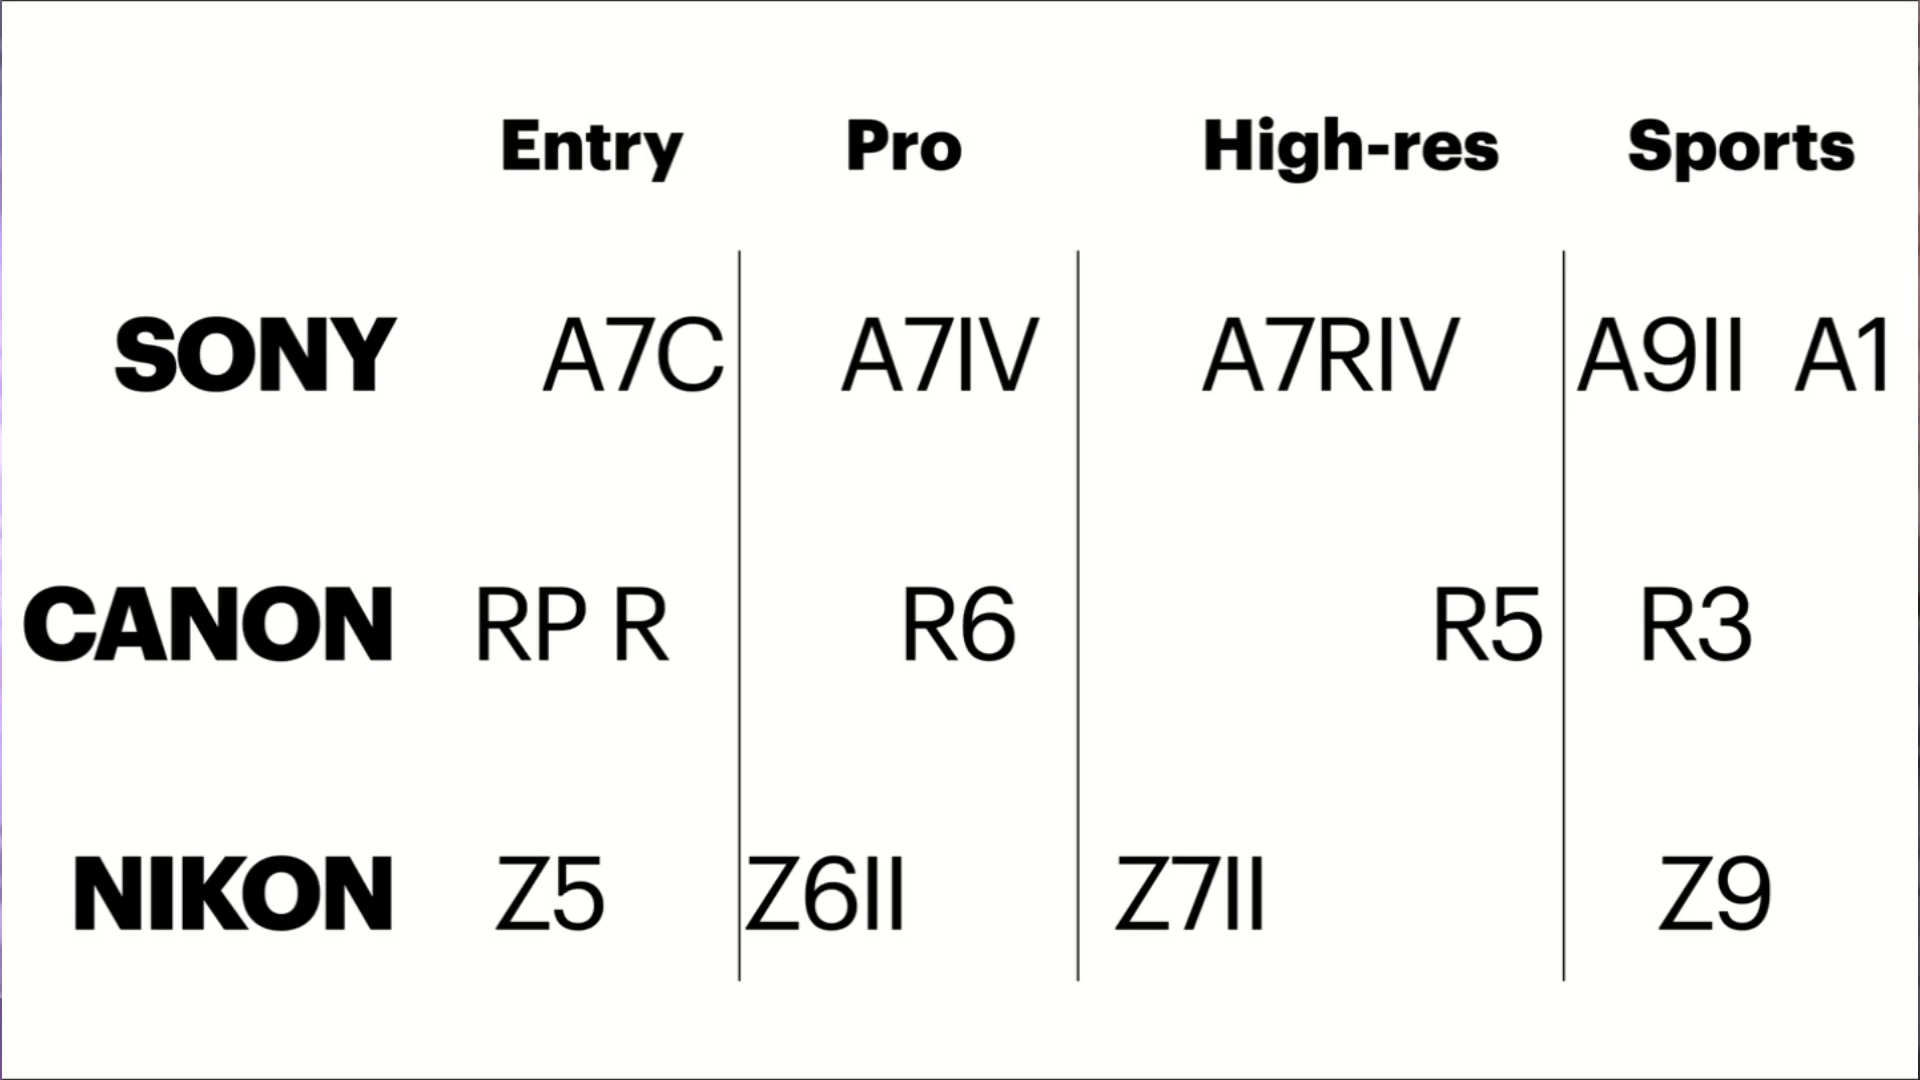 Entry Pro High-res Sports
SONY A7C A7IV A7RIV A9II A1
CANON RP R R6 R5 R3
NIKON Z5 Z6II Z7II Z9